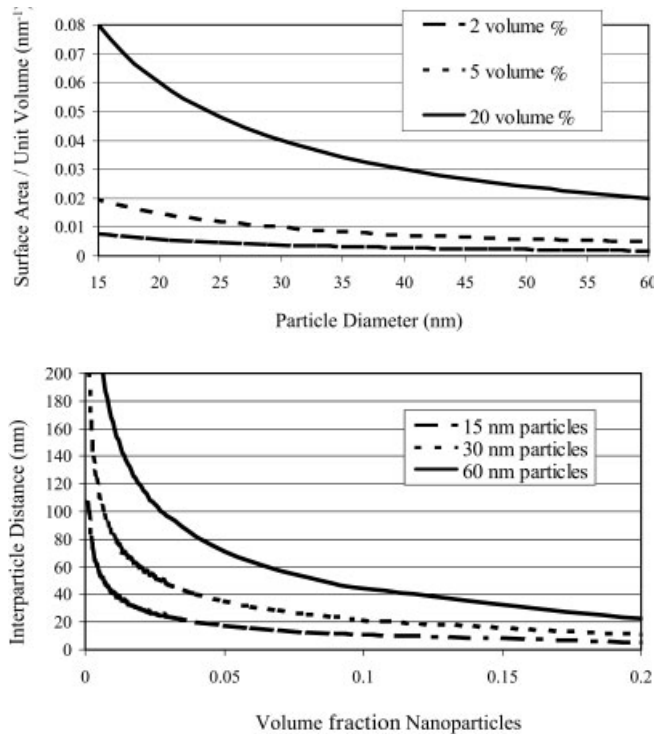 Surface Area / Unit Volume (nm⁻¹)
0.08
0.07
0.06
0.05
0.04
0.03
0.02
0.01
0
2 volume %
5 volume %
20 volume %
15 20 25 30 35 40 45 50 55 60
Particle Diameter (nm)
Interparticle Distance (nm)
200
180
160
140
120
100
80
60
40
20
0
15 nm particles
30 nm particles
60 nm particles
0 0.05 0.1 0.15 0.2
Volume fraction Nanoparticles